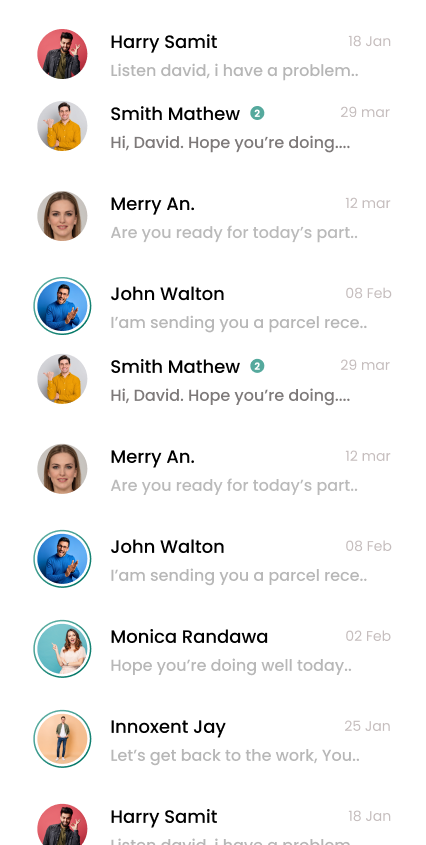 Harry Samit 18 Jan
Listen david, i have a problem..
Smith Mathew 2 29 mar
Hi, David. Hope you’re doing....
Merry An. 12 mar
Are you ready for today’s part..
John Walton 08 Feb
I’am sending you a parcel rece..
Smith Mathew 2 29 mar
Hi, David. Hope you’re doing....
Merry An. 12 mar
Are you ready for today’s part..
John Walton 08 Feb
I’am sending you a parcel rece..
Monica Randawa 02 Feb
Hope you’re doing well today..
Innoxent Jay 25 Jan
Let’s get back to the work, You..
Harry Samit 18 Jan
Listen david, i have a problem..